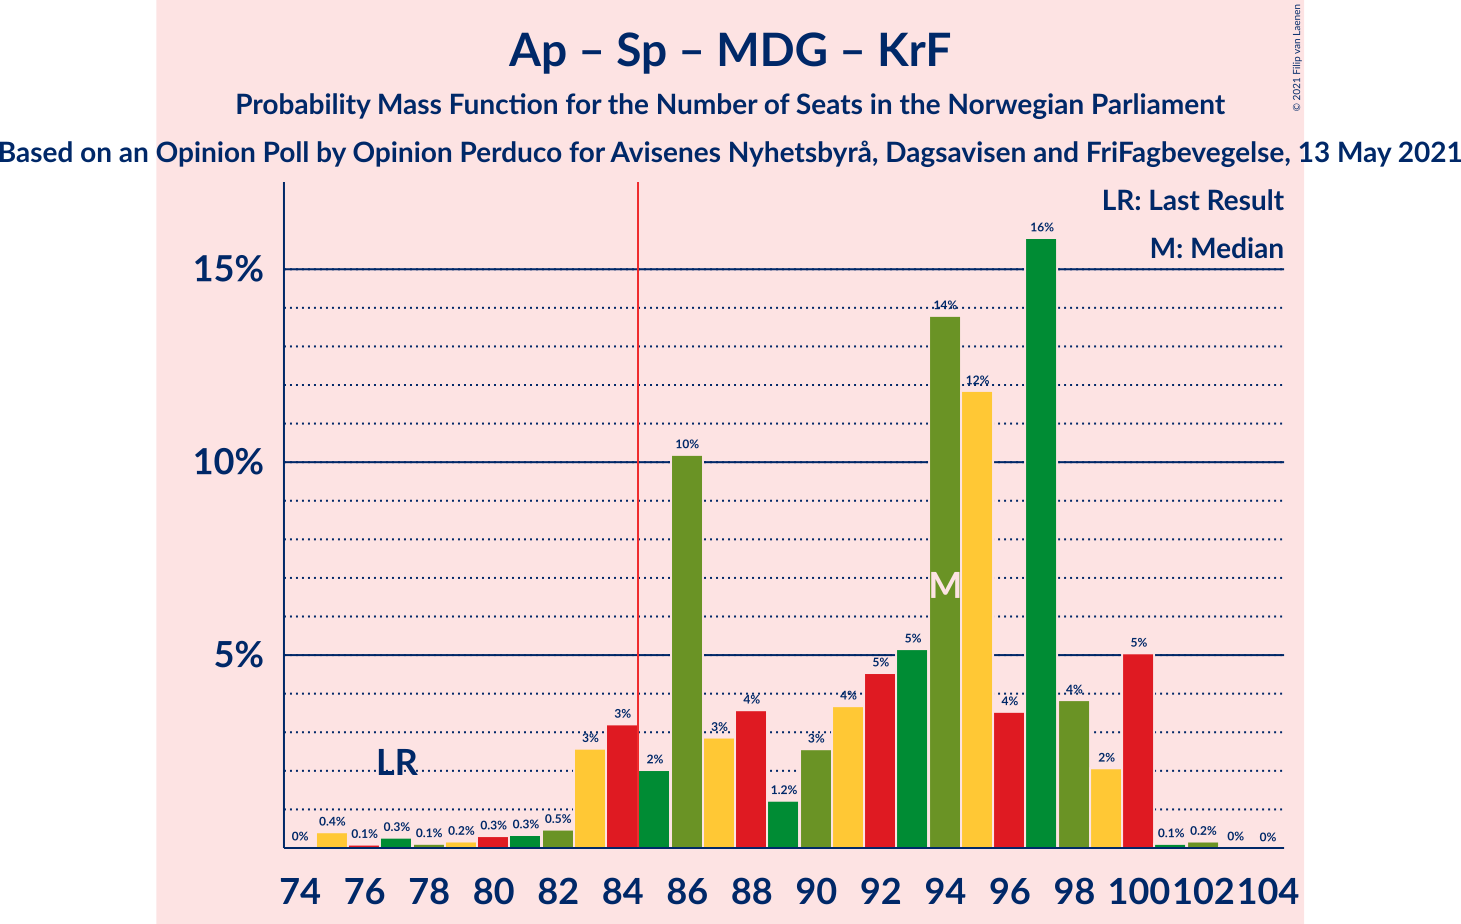 Ap – Sp – MDG – KrF
© 2021 Filip van Laenen
Probability Mass Function for the Number of Seats in the Norwegian Parliament
Based on an Opinion Poll by Opinion Perduco for Avisenes Nyhetsbyrå, Dagsavisen and FriFagbevegelse, 13 May 2021
LR: Last Result
M: Median
15%
10%
5%
0% 0.4% 0.1% 0.3% 0.1% 0.2% 0.3% 0.3% 0.5% 3% 3% 2% 10% 3% 4% 1.2% 3% 4% 5% 5% 14% 12% 4% 16% 4% 2% 5% 0.1% 0.2% 0% 0%
LR
M
74 76 78 80 82 84 86 88 90 92 94 96 98 100 102 104